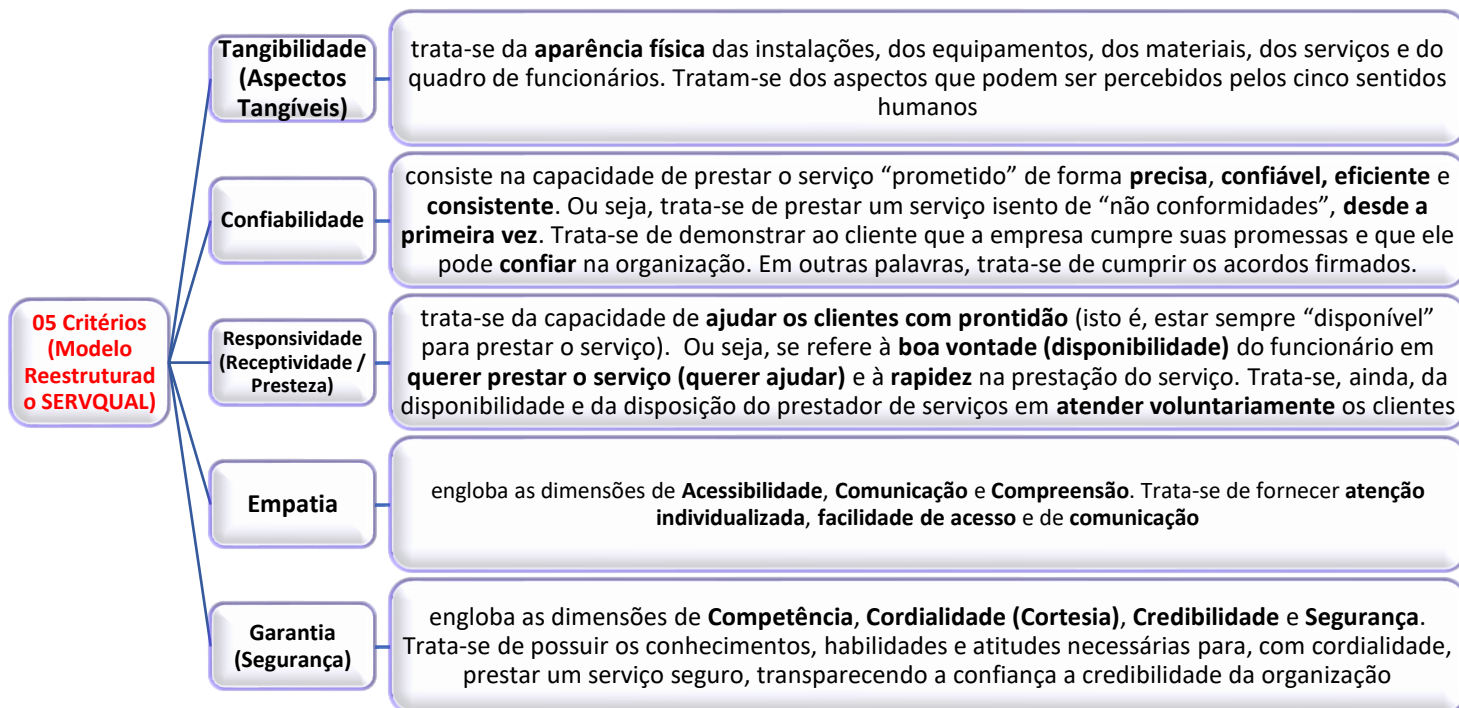 Tangibilidade
(Aspectos
Tangíveis)
trata-se da aparência física das instalações, dos equipamentos, dos materiais, dos serviços e do
quadro de funcionários. Tratam-se dos aspectos que podem ser percebidos pelos cinco sentidos
humanos
Confiabilidade
consiste na capacidade de prestar o serviço “prometido” de forma precisa, confiável, eficiente e
consistente. Ou seja, trata-se de prestar um serviço isento de “não conformidades”, desde a
primeira vez. Trata-se de demonstrar ao cliente que a empresa cumpre suas promessas e que ele
pode confiar na organização. Em outras palavras, trata-se de cumprir os acordos firmados.
05 Critérios
(Modelo
Reestruturad
o SERVQUAL)
Responsividade
(Receptividade /
Presteza)
trata-se da capacidade de ajudar os clientes com prontidão (isto é, estar sempre “disponível”
para prestar o serviço). Ou seja, se refere à boa vontade (disponibilidade) do funcionário em
querer prestar o serviço (querer ajudar) e à rapidez na prestação do serviço. Trata-se, ainda, da
disponibilidade e da disposição do prestador de serviços em atender voluntariamente os clientes
Empatia
engloba as dimensões de Acessibilidade, Comunicação e Compreensão. Trata-se de fornecer atenção
individualizada, facilidade de acesso e de comunicação
Garantia
(Segurança)
engloba as dimensões de Competência, Cordialidade (Cortesia), Credibilidade e Segurança.
Trata-se de possuir os conhecimentos, habilidades e atitudes necessárias para, com cordialidade,
prestar um serviço seguro, transparecendo a confiança a credibilidade da organização